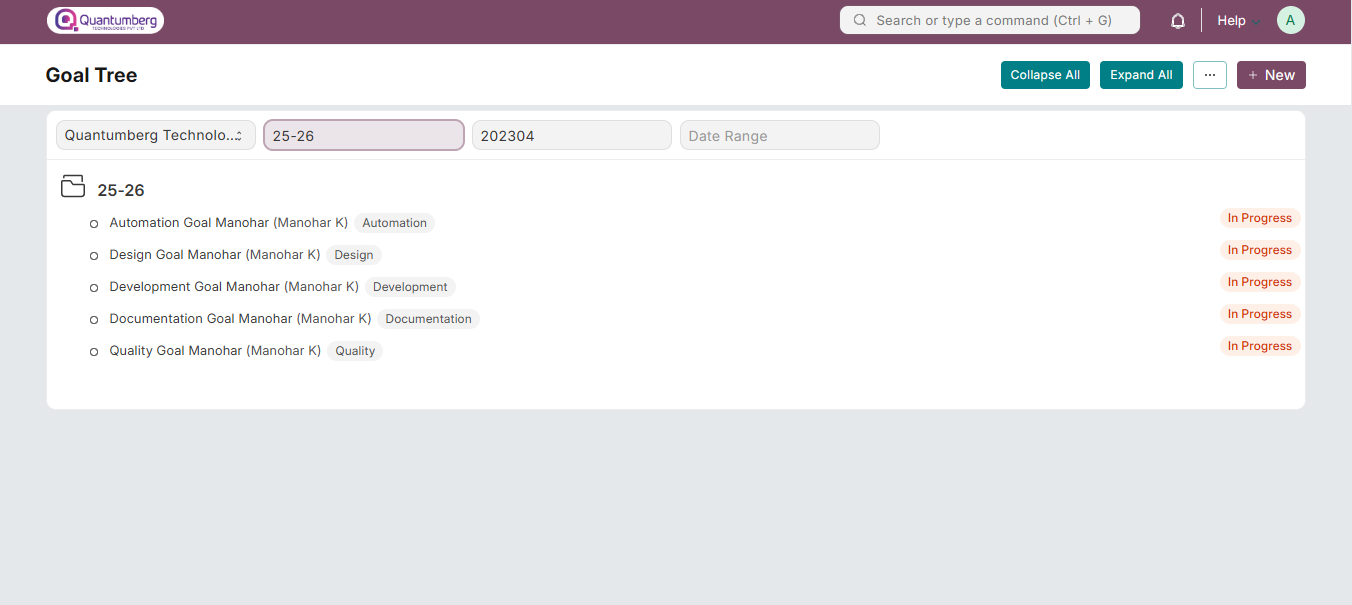 Quantumberg
TECHNOLOGIES PVT LTD
Search or type a command (Ctrl + G)
Help
A
Goal Tree
Collapse All
Expand All
...
+ New
Quantumberg Technolo...
25-26
202304
Date Range
25-26
Automation Goal Manohar (Manohar K) Automation In Progress
Design Goal Manohar (Manohar K) Design In Progress
Development Goal Manohar (Manohar K) Development In Progress
Documentation Goal Manohar (Manohar K) Documentation In Progress
Quality Goal Manohar (Manohar K) Quality In Progress